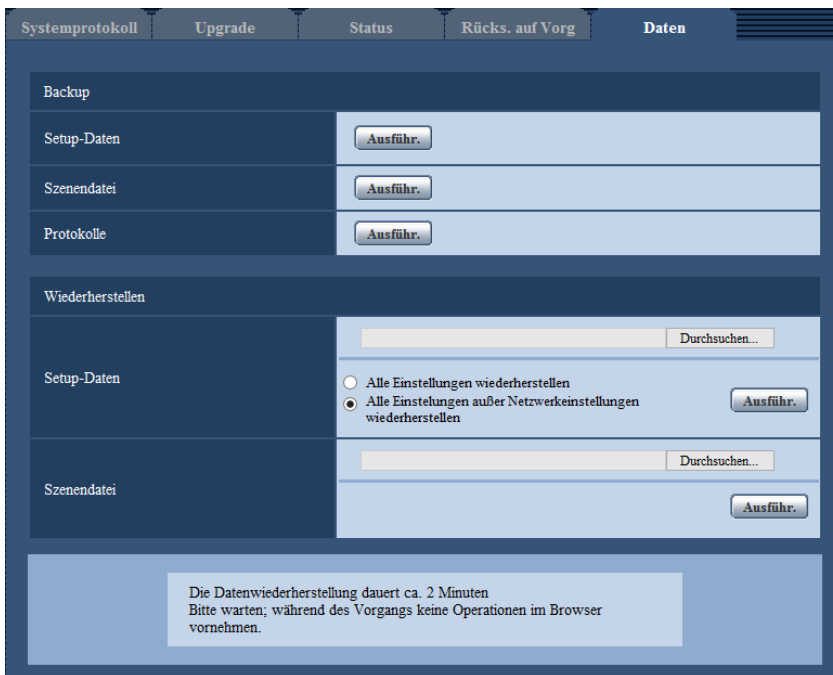 Systemprotokoll Upgrade Status Rücks. auf Vorg Daten
Backup
Setup-Daten Ausführ.
Szenendatei Ausführ.
Protokolle Ausführ.
Wiederherstellen
Durchsuchen...
Setup-Daten
Alle Einstellungen wiederherstellen
Alle Einstelungen außer Netzwerkeinstellungen
wiederherstellen
Ausführ.
Durchsuchen...
Szenendatei
Ausführ.
Die Datenwiederherstellung dauert ca. 2 Minuten
Bitte warten; während des Vorgangs keine Operationen im Browser
vornehmen.